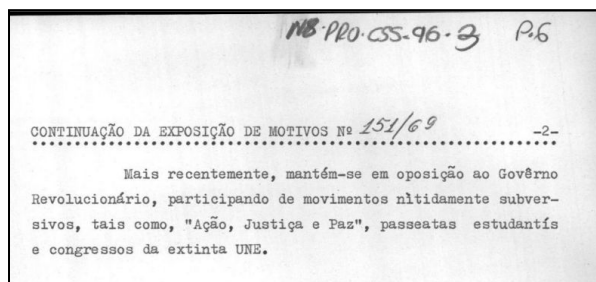 NB.PRO.CSS.96.3 P.6
CONTINUAÇÃO DA EXPOSIÇÃO DE MOTIVOS Nº 151/69 -2-
Mais recentemente, mantém-se em oposição ao Govêrno
Revolucionário, participando de movimentos nìtidamente subver-
sivos, tais como, "Ação, Justiça e Paz", passeatas estudantís
e congressos da extinta UNE.